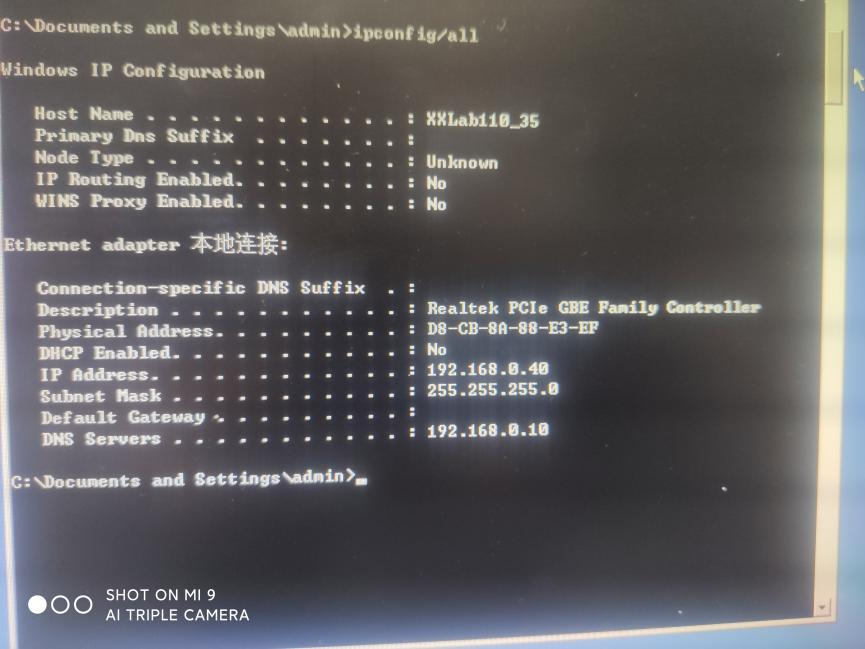 C:\Documents and Settings\admin>ipconfig/all
Windows IP Configuration
Host Name . . . . . . . . . . . . : XXLab110_35
Primary Dns Suffix . . . . . . . :
Node Type . . . . . . . . . . . . : Unknown
IP Routing Enabled. . . . . . . . : No
WINS Proxy Enabled. . . . . . . . : No
Ethernet adapter 本地连接:
Connection-specific DNS Suffix . :
Description . . . . . . . . . . . : Realtek PCIe GBE Family Controller
Physical Address. . . . . . . . . : D8-CB-8A-88-E3-EF
DHCP Enabled. . . . . . . . . . . : No
IP Address. . . . . . . . . . . . : 192.168.0.40
Subnet Mask . . . . . . . . . . . : 255.255.255.0
Default Gateway . . . . . . . . . :
DNS Servers . . . . . . . . . . . : 192.168.0.10
C:\Documents and Settings\admin>_
SHOT ON MI 9
AI TRIPLE CAMERA